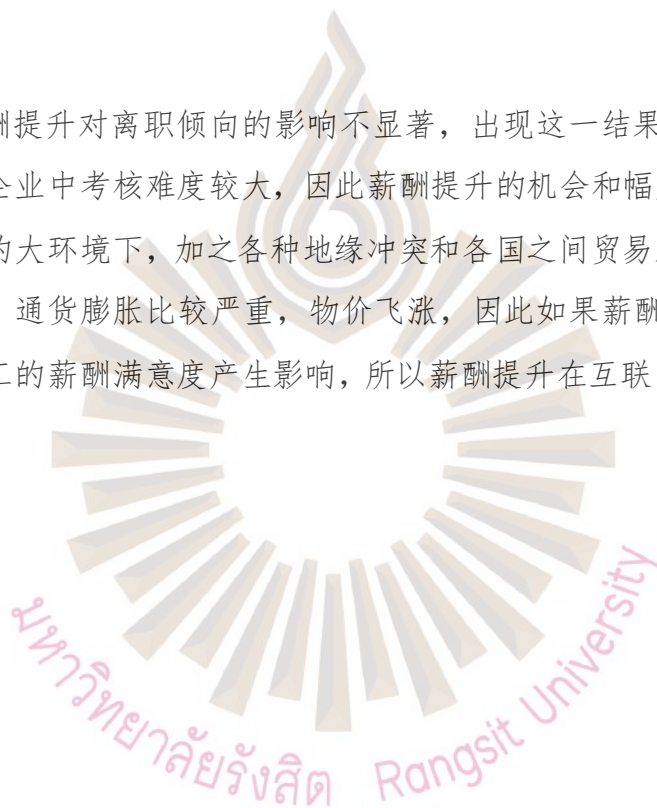 酬提升对离职倾向的影响不显著，出现这一结果
企业中考核难度较大，因此薪酬提升的机会和幅
的大环境下，加之各种地缘冲突和各国之间贸易
，通货膨胀比较严重，物价飞涨，因此如果薪酬
工的薪酬满意度产生影响，所以薪酬提升在互联
มหาวิทยาลัยรังสิต Rangsit University